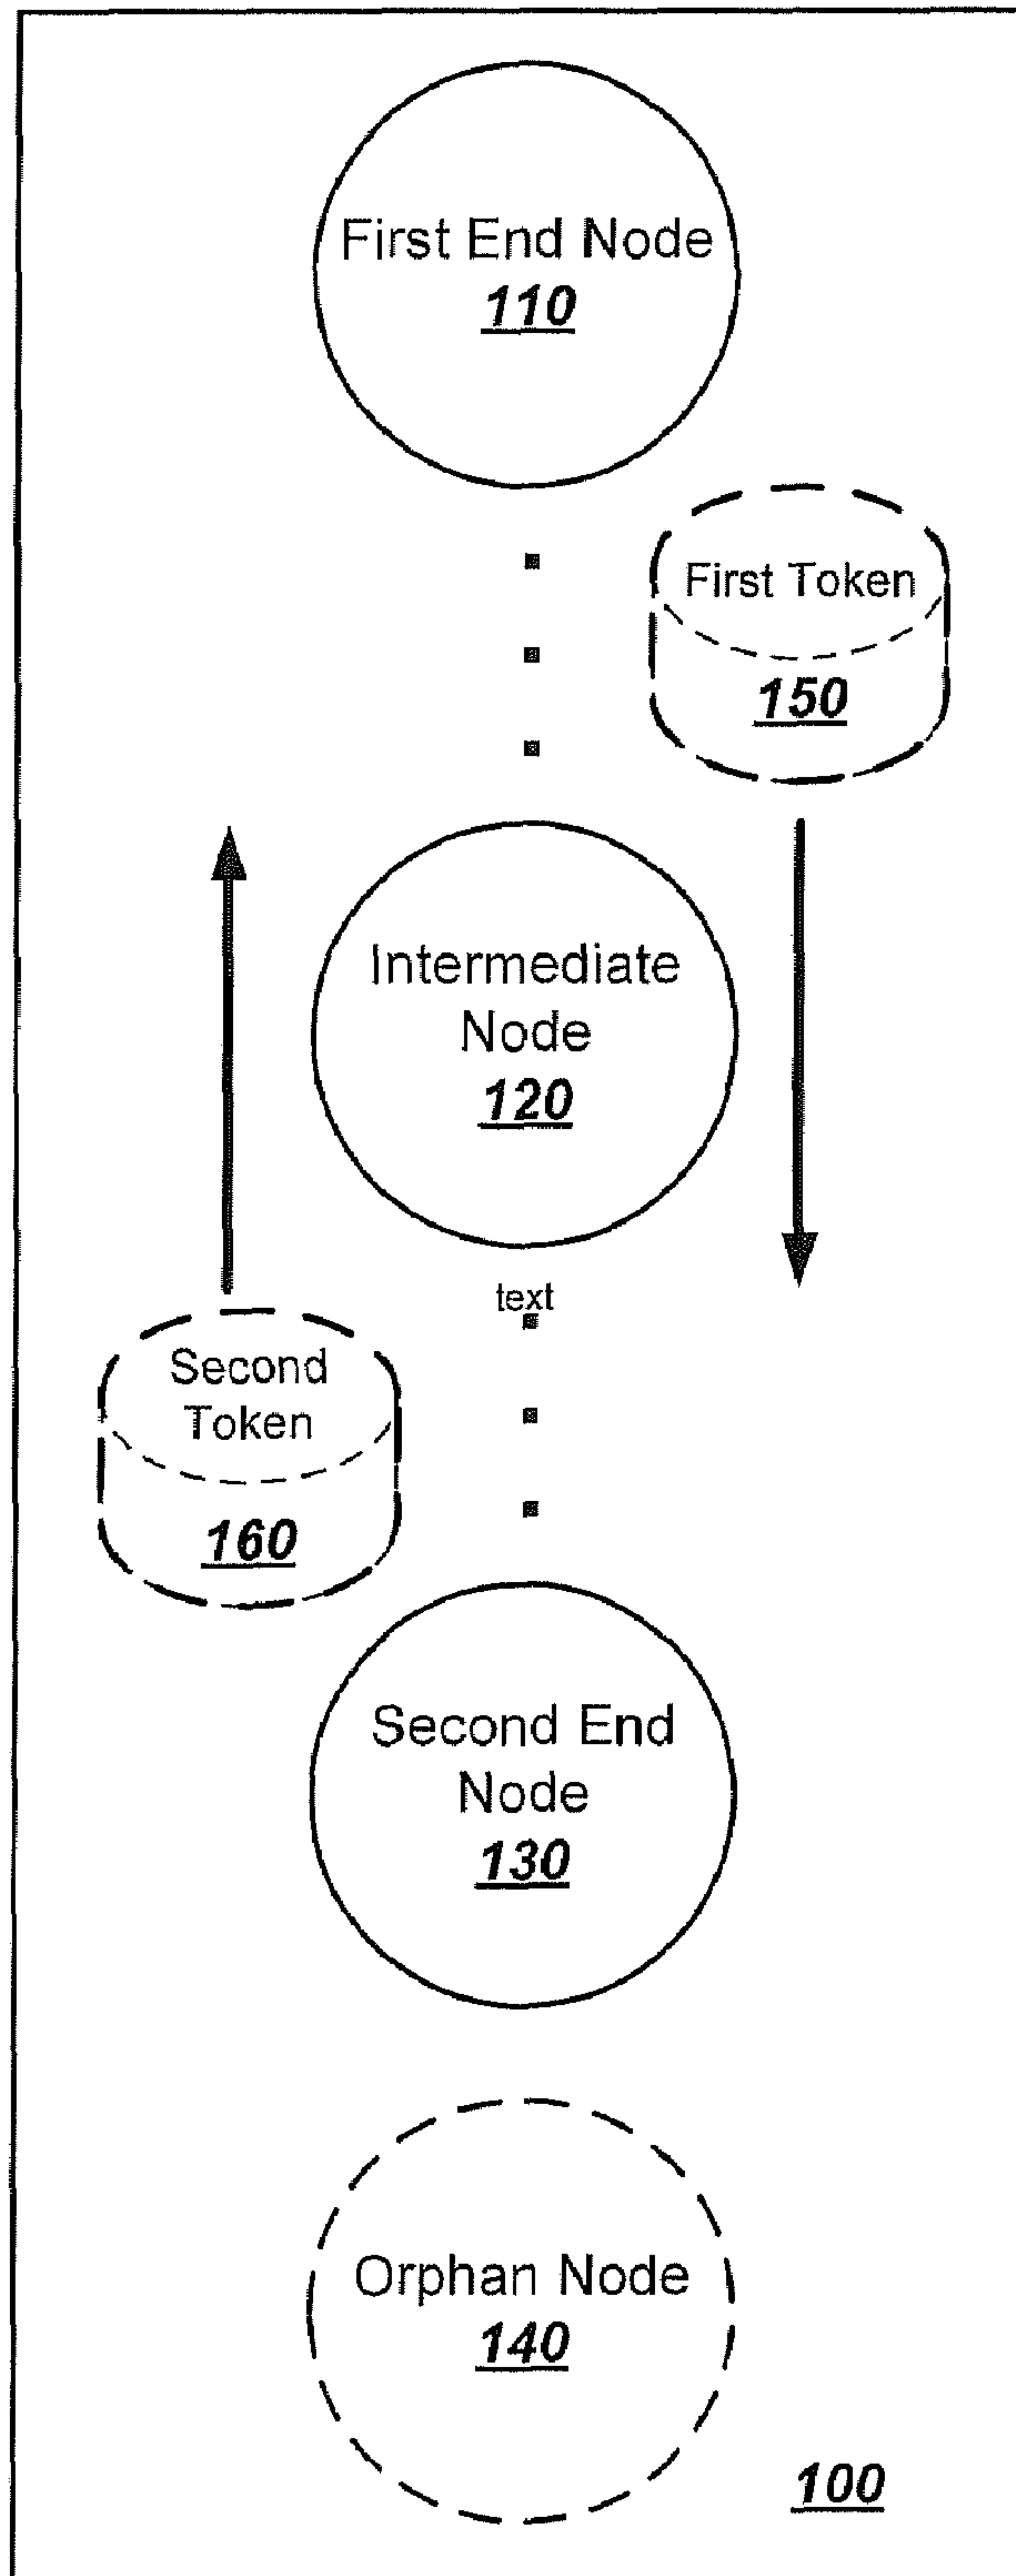 First End Node
110
First Token
150
Intermediate
Node
120
text
Second
Token
160
Second End
Node
130
Orphan Node
140
100